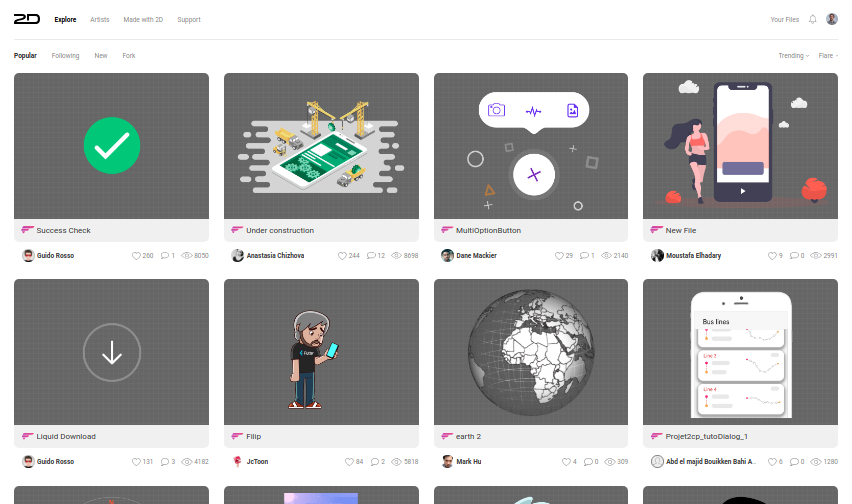 2D Explore Artists Made with 2D Support Your Files
Popular Following New Fork Trending Flare
Success Check Under construction MultiOptionButton New File
Guido Rosso 260 1 8050 Anastasia Chizhova 244 12 8698 Dane Mackier 29 1 2140 Moustafa Elhadary 9 0 2991
Bus lines
Line 3
Line 4
Flare
Liquid Download Filip earth 2 Projet2cp_tutoDialog_1
Guido Rosso 131 3 4182 JcToon 84 2 5818 Mark Hu 4 0 309 Abd el majid Bouikken Bahi A... 6 0 1280